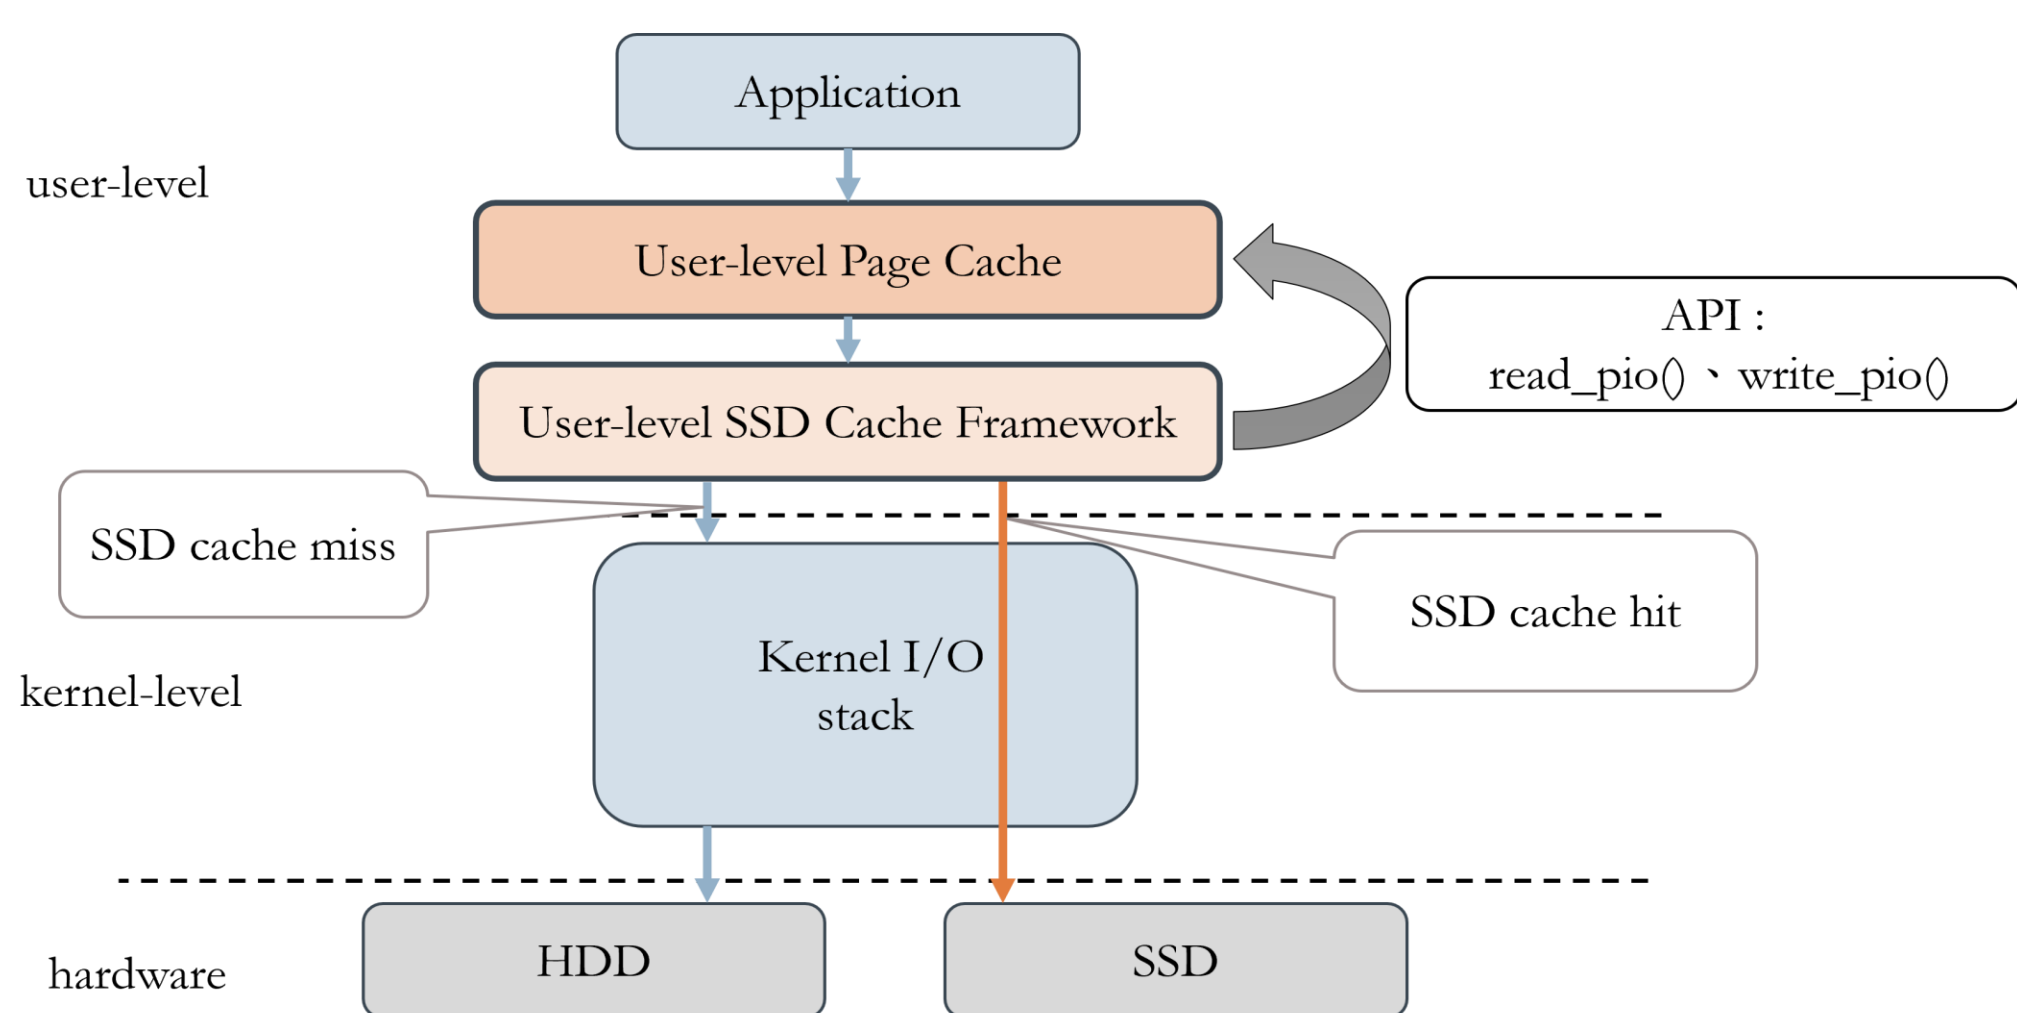 Application
user-level
User-level Page Cache
API :
read_pio()、write_pio()
User-level SSD Cache Framework
SSD cache miss
SSD cache hit
Kernel I/O
stack
kernel-level
HDD
SSD
hardware